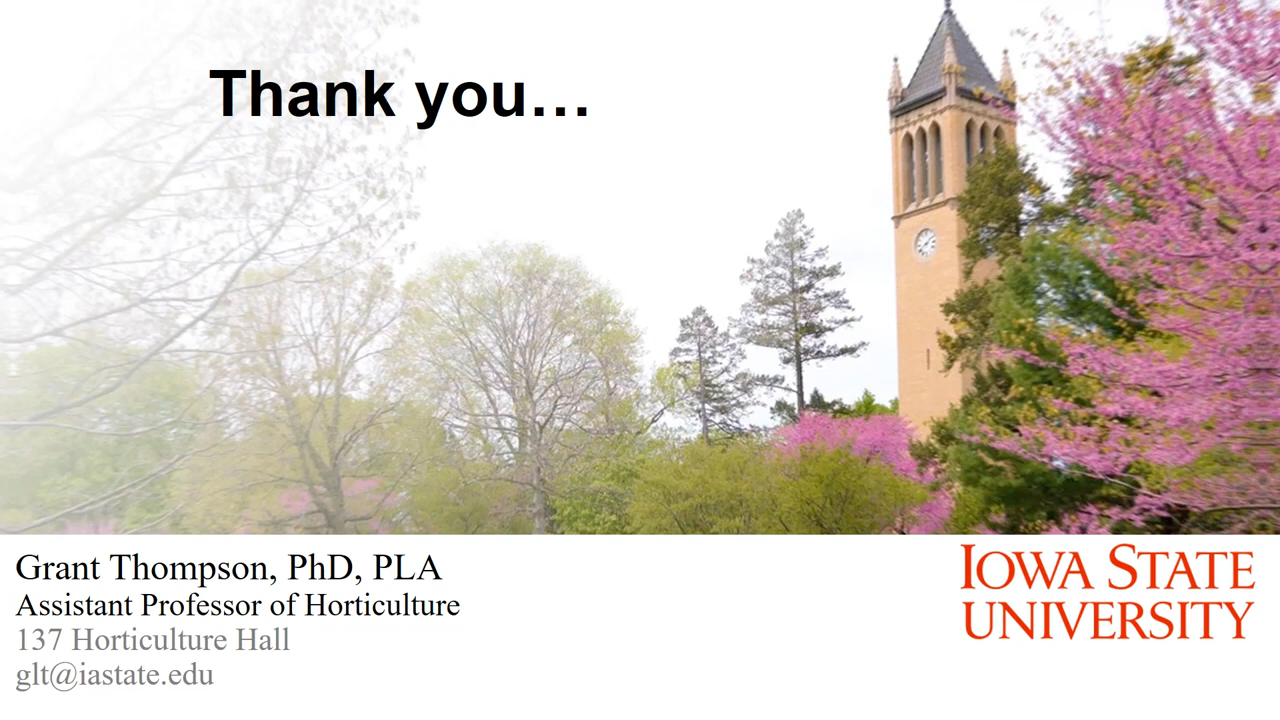 Thank you…
Grant Thompson, PhD, PLA
Assistant Professor of Horticulture
137 Horticulture Hall
glt@iastate.edu
IOWA STATE
UNIVERSITY